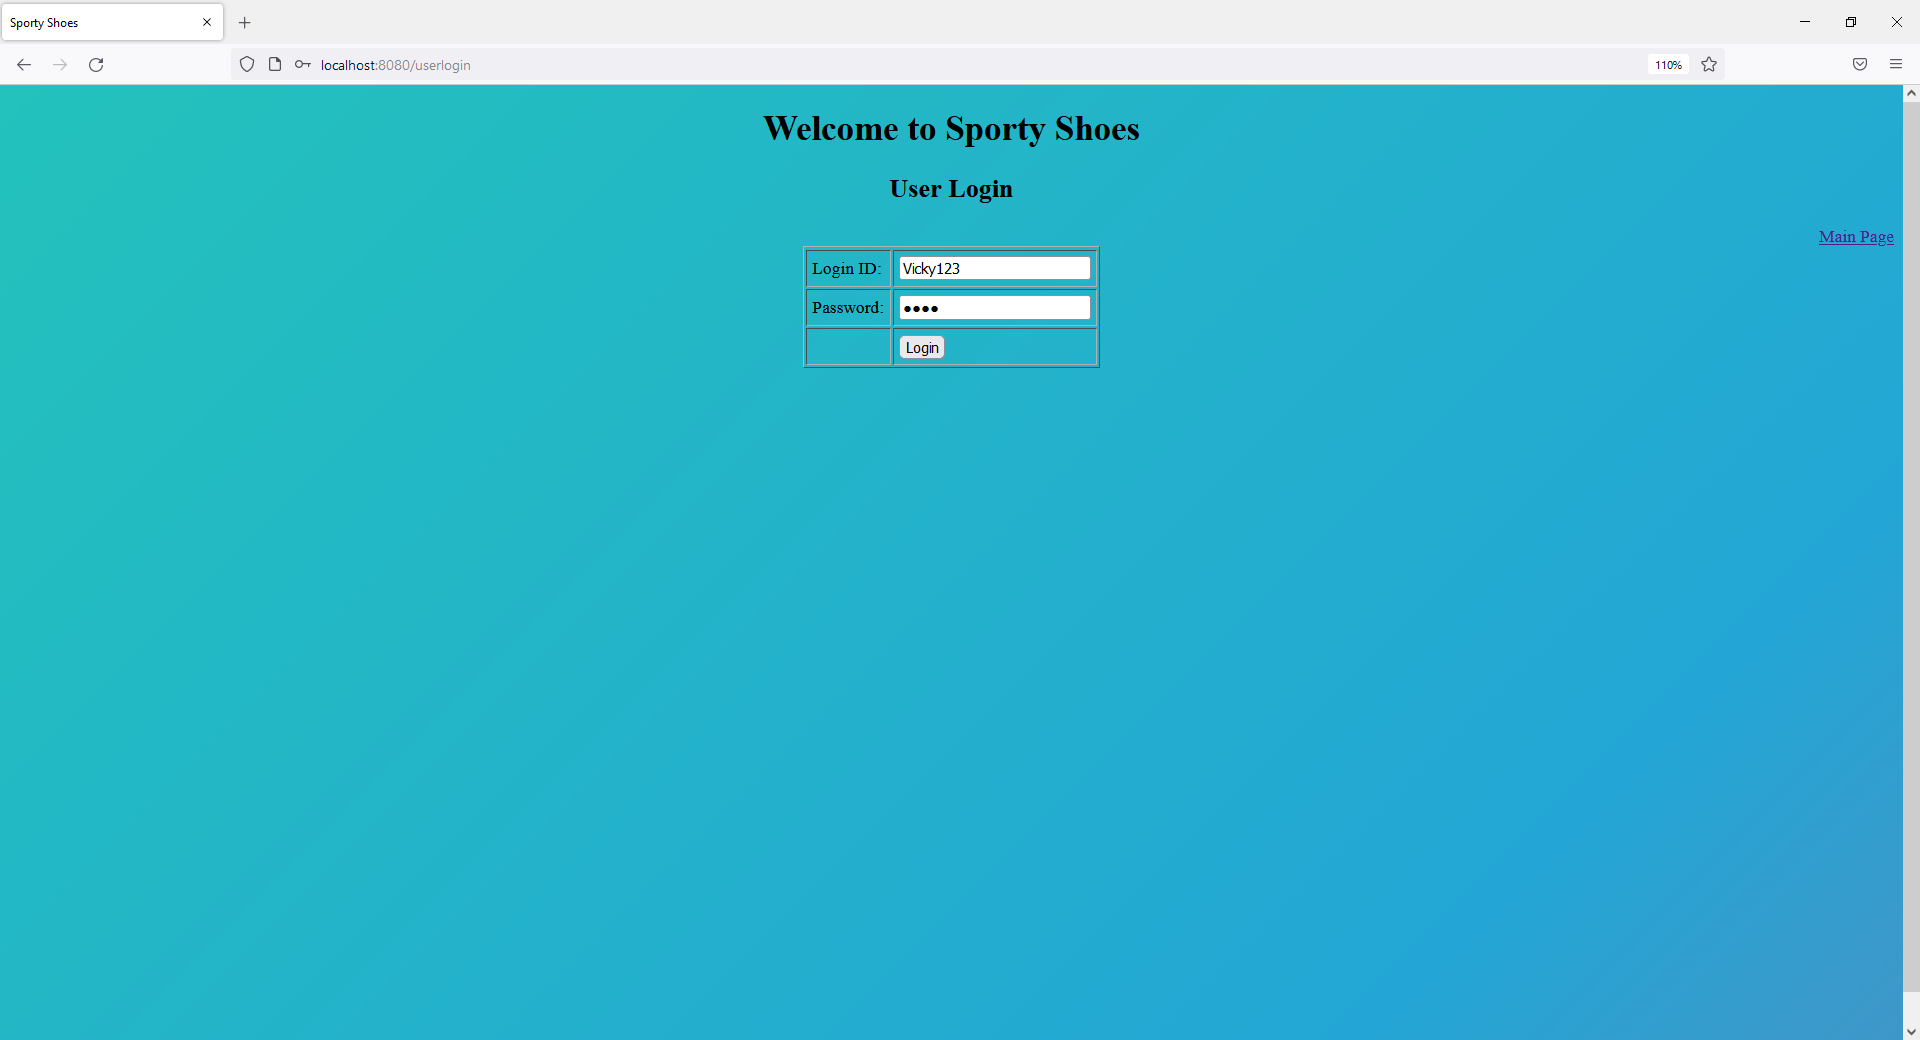 Sporty Shoes
localhost:8080/userlogin
110%
Welcome to Sporty Shoes
User Login
Main Page
Login ID: Vicky123
Password: ●●●●
Login